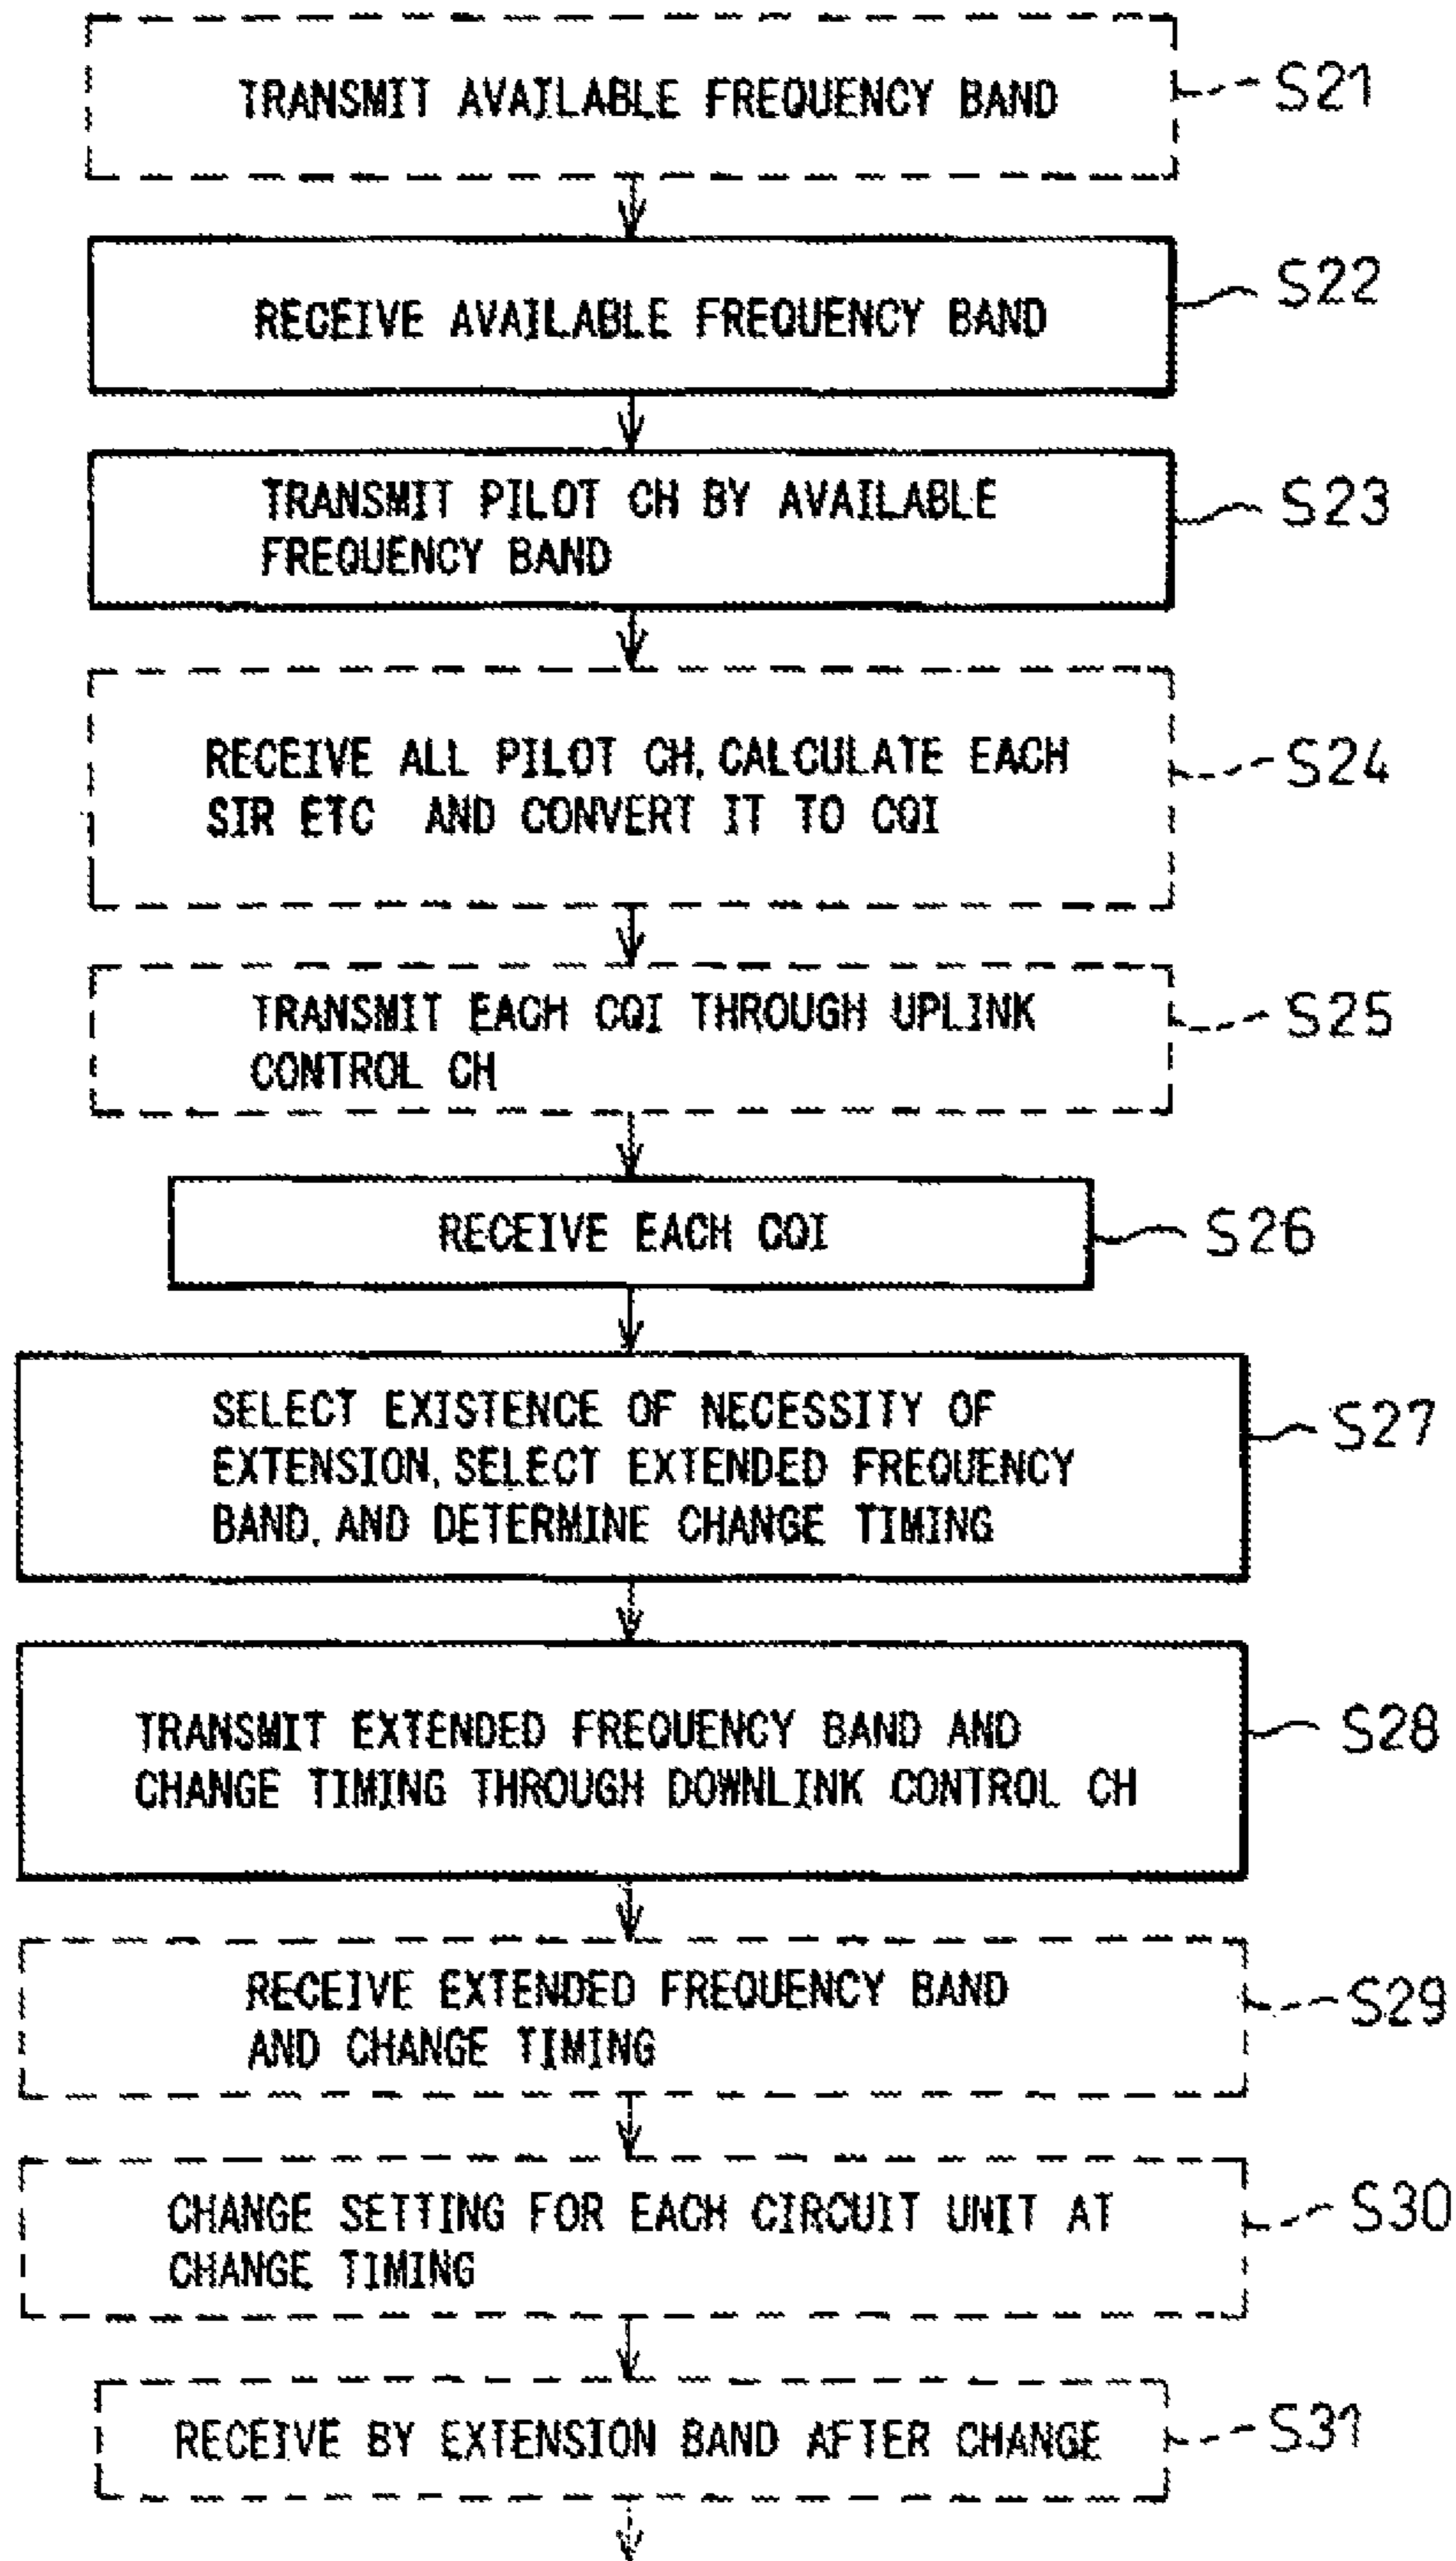 TRANSMIT AVAILABLE FREQUENCY BAND
S21
RECEIVE AVAILABLE FREQUENCY BAND
S22
TRANSMIT PILOT CH BY AVAILABLE
FREQUENCY BAND
S23
RECEIVE ALL PILOT CH, CALCULATE EACH
SIR ETC AND CONVERT IT TO CQI
S24
TRANSMIT EACH CQI THROUGH UPLINK
CONTROL CH
S25
RECEIVE EACH CQI
S26
SELECT EXISTENCE OF NECESSITY OF
EXTENSION, SELECT EXTENDED FREQUENCY
BAND, AND DETERMINE CHANGE TIMING
S27
TRANSMIT EXTENDED FREQUENCY BAND AND
CHANGE TIMING THROUGH DOWNLINK CONTROL CH
S28
RECEIVE EXTENDED FREQUENCY BAND
AND CHANGE TIMING
S29
CHANGE SETTING FOR EACH CIRCUIT UNIT AT
CHANGE TIMING
S30
RECEIVE BY EXTENSION BAND AFTER CHANGE
S31